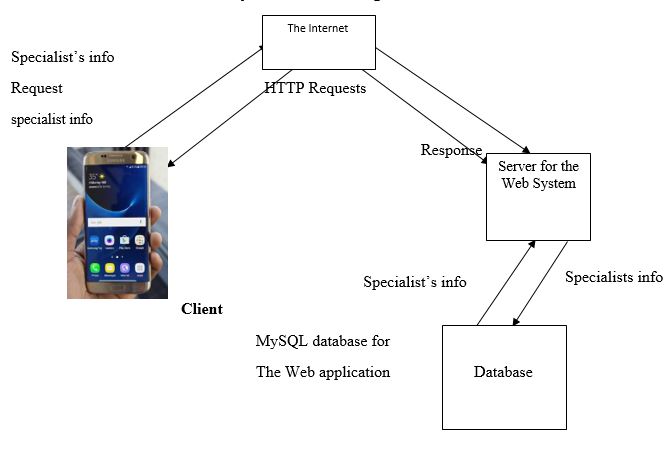 The Internet
Specialist's info
Request
specialist info
HTTP Requests
Response
Server for the
Web System
35°
Client
Specialist's info
Specialists info
MySQL database for
The Web application
Database